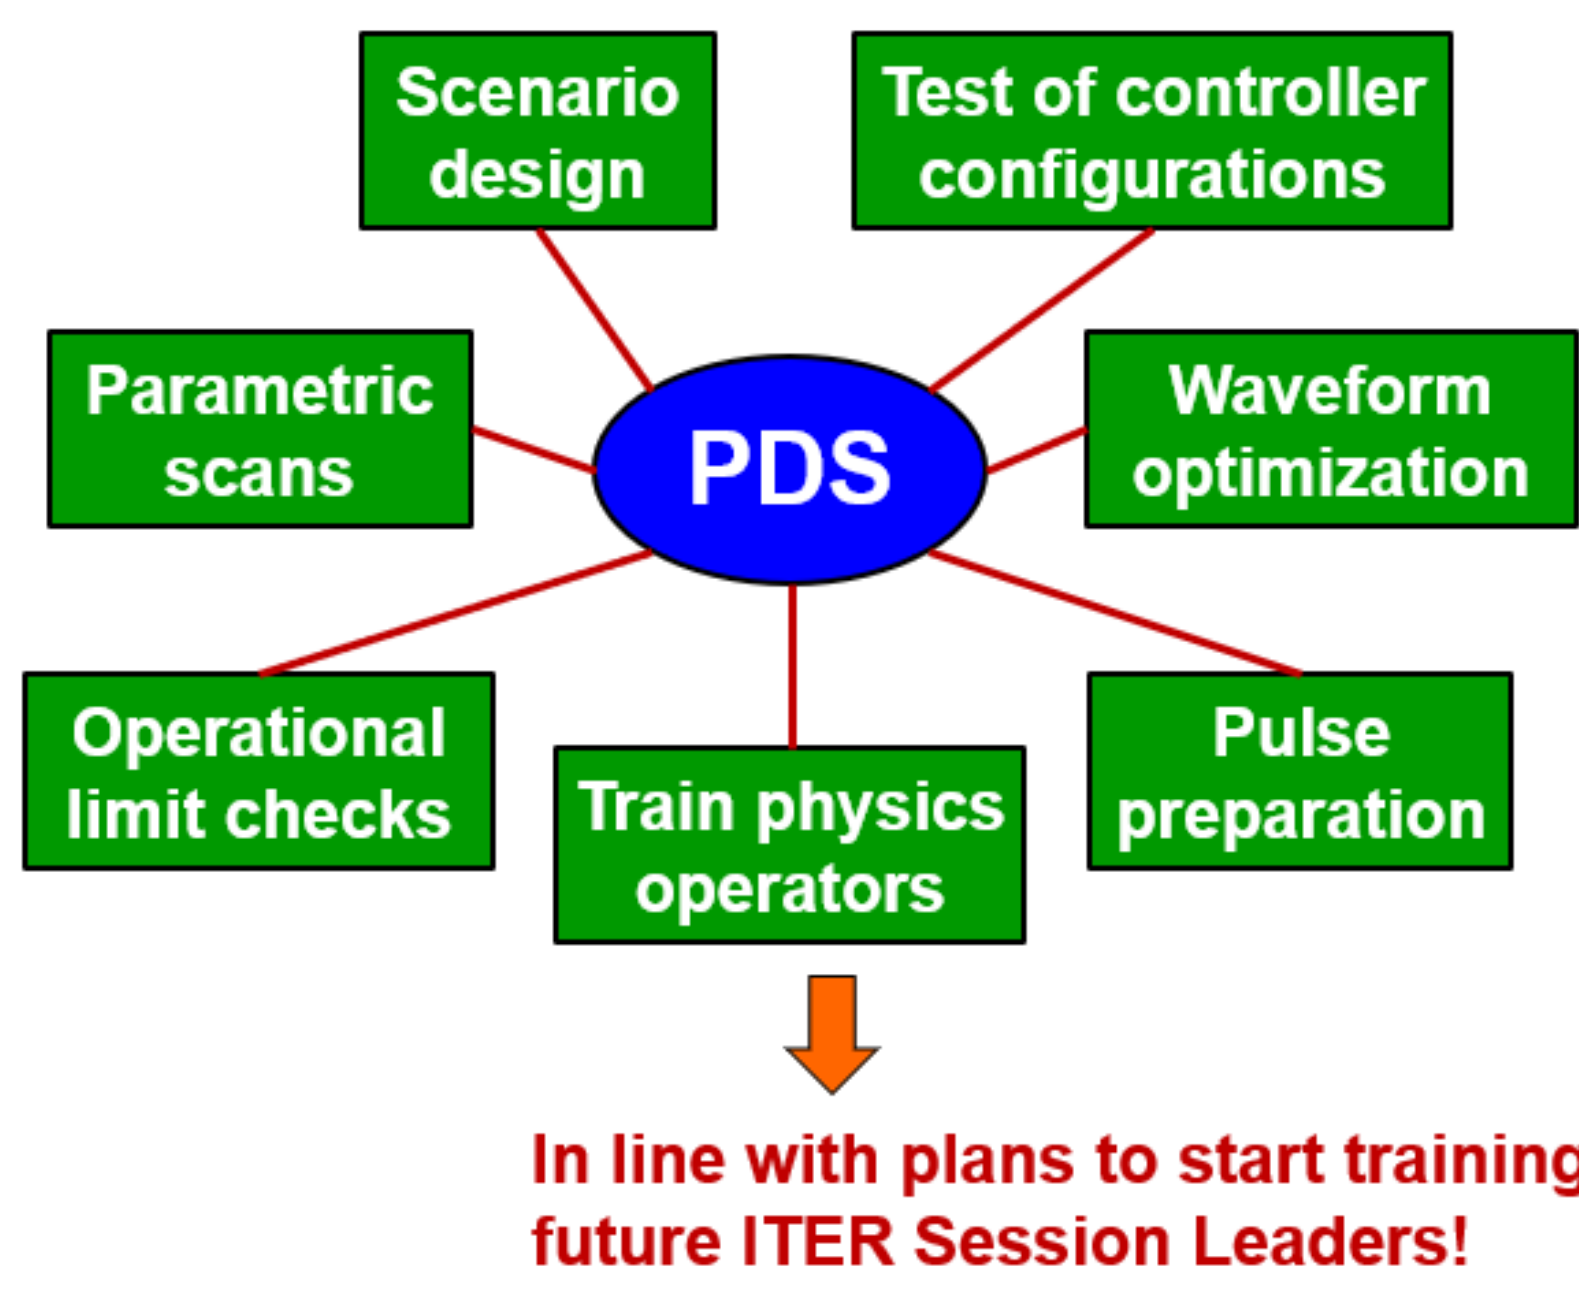 Scenario
design
Test of controller
configurations
Parametric
scans
PDS
Waveform
optimization
Operational
limit checks
Train physics
operators
Pulse
preparation
In line with plans to start training
future ITER Session Leaders!